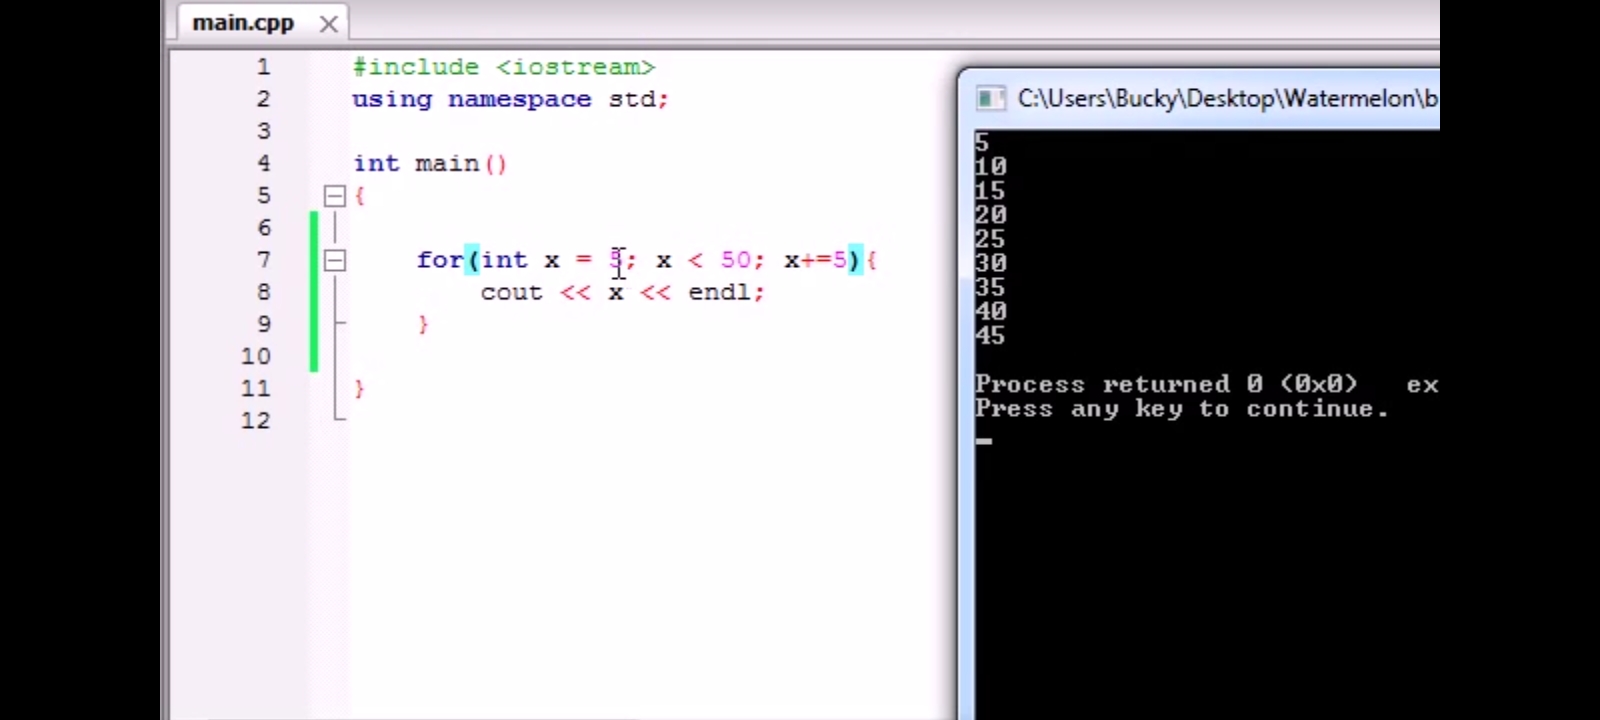 main.cpp
1 #include <iostream>
2 using namespace std;
3
4 int main()
5 {
6
7 for(int x = 5; x < 50; x+=5){
8 cout << x << endl;
9 }
10
11 }
12
C:\Users\Bucky\Desktop\Watermelon\b
5
10
15
20
25
30
35
40
45
Process returned 0 (0x0) ex
Press any key to continue.